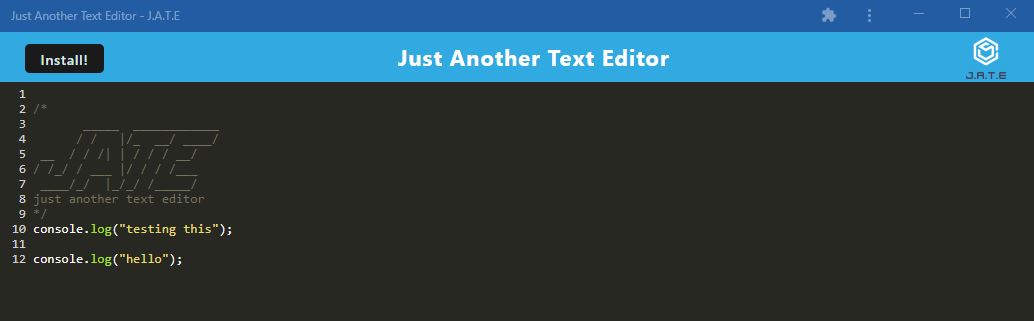 Just Another Text Editor - J.A.T.E
Install!
Just Another Text Editor
J.A.T.E
1
2 /*
3        _____  ____________
4       / /   |/_  __/ ____/
5  __  / / /| | / / / __/
6 / /_/ / ___ |/ / / /___
7  ____/_/  |_/_/ /_____/
8 just another text editor
9 */
10 console.log("testing this");
11
12 console.log("hello");